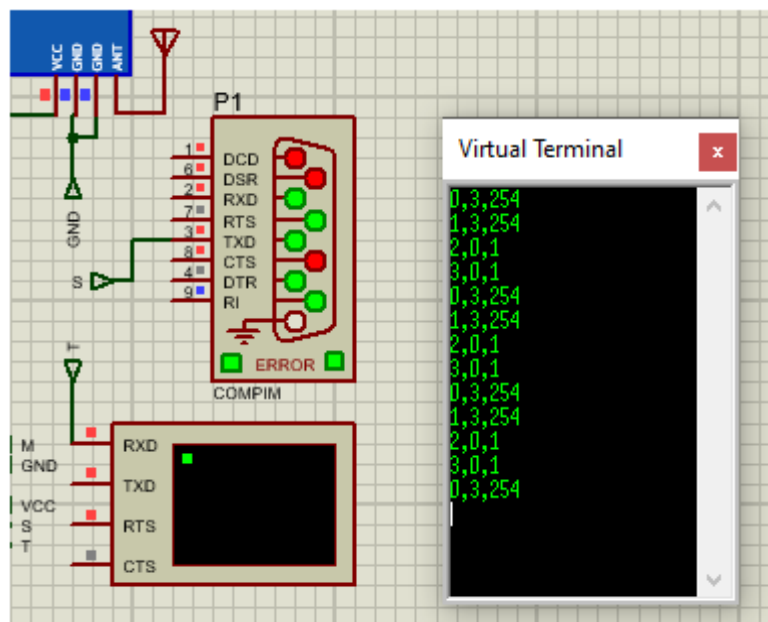 VCC
GND
GND
ANT
P1
1 DCD
6 DSR
2 RXD
7 RTS
3 TXD
8 CTS
4 DTR
9 RI
GND
S
ERROR
COMPIM
T
RXD
TXD
RTS
CTS
M
GND
VCC
S
T
Virtual Terminal
x
0,3,254
1,3,254
2,0,1
3,0,1
0,3,254
1,3,254
2,0,1
3,0,1
0,3,254
1,3,254
2,0,1
3,0,1
0,3,254